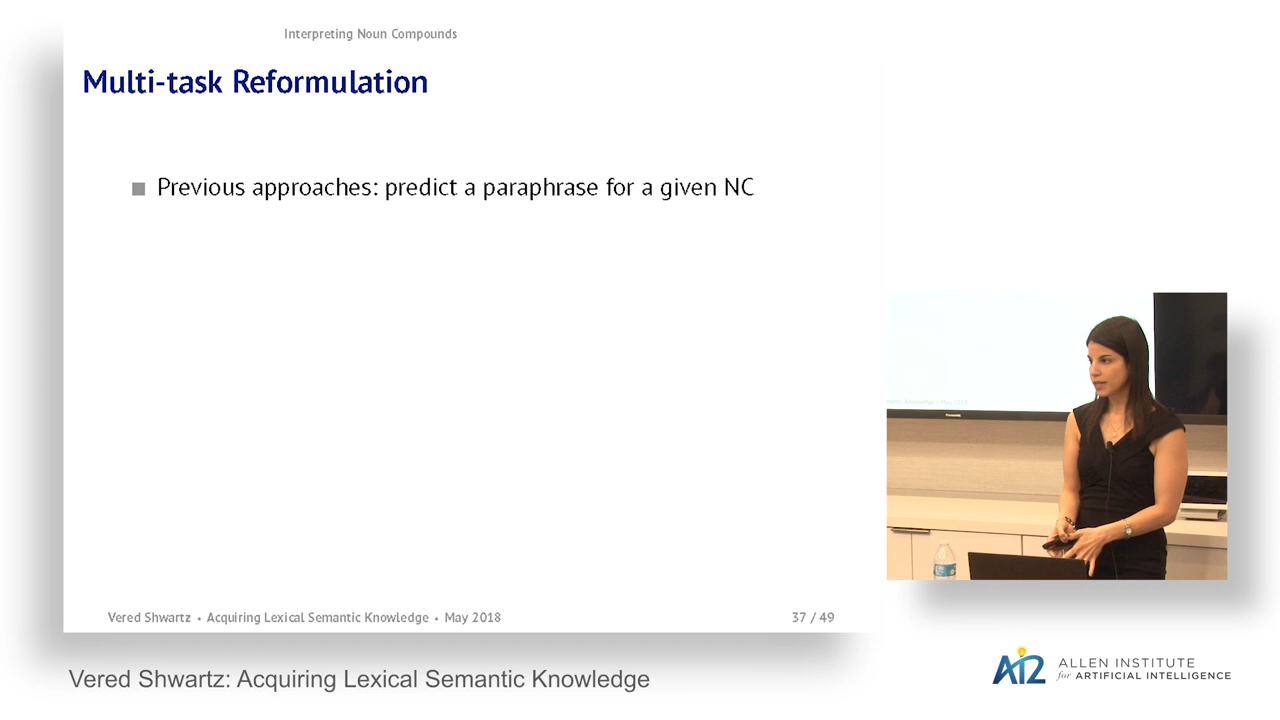 Interpreting Noun Compounds
Multi-task Reformulation
Previous approaches: predict a paraphrase for a given NC
Vered Shwartz • Acquiring Lexical Semantic Knowledge • May 2018
37 / 49
Vered Shwartz: Acquiring Lexical Semantic Knowledge
AI2
ALLEN INSTITUTE
for ARTIFICIAL INTELLIGENCE